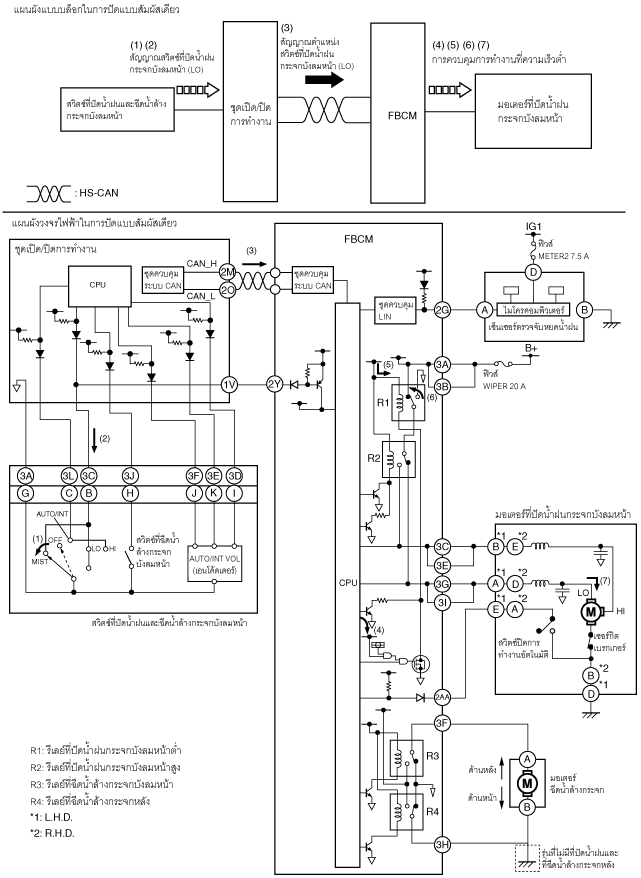 แผนผังแบบบล็อกในการปัดแบบสัมผัสเดียว
(1) (2)
สัญญาณสวิตช์ที่ปัดน้ำฝน
กระจกบังลมหน้า (LO)
(3)
สัญญาณตำแหน่ง
สวิตช์ที่ปัดน้ำฝน
กระจกบังลมหน้า (LO)
(4) (5) (6) (7)
การควบคุมการทำงานที่ความเร็วต่ำ
สวิตช์ที่ปัดน้ำฝนและฉีดน้ำล้าง
กระจกบังลมหน้า
ชุดเปิด/ปิด
การทำงาน
FBCM
มอเตอร์ที่ปัดน้ำฝน
กระจกบังลมหน้า
: HS-CAN
แผนผังวงจรไฟฟ้าในการปัดแบบสัมผัสเดียว
ชุดเปิด/ปิดการทำงาน
CPU
CAN_H
ชุดควบคุม
ระบบ CAN
CAN_L
2M
2O
(3)
FBCM
ชุดควบคุม
ระบบ CAN
ชุดควบคุม
LIN
2G
IG1
ฟิวส์
METER2 7.5 A
D
A
ไมโครคอมพิวเตอร์
B
เซ็นเซอร์ตรวจจับหยดน้ำฝน
1V
2Y
3A
3B
B+
ฟิวส์
WIPER 20 A
(5)
R1
(6)
R2
(2)
3A
3L
3C
3J
3F
3E
3D
G
C
B
H
J
K
I
AUTO/INT
(1)
OFF
MIST
LO
HI
สวิตช์ฉีดน้ำ
ล้างกระจก
บังลมหน้า
AUTO/INT VOL
(เอนโค้ดเดอร์)
สวิตช์ที่ปัดน้ำฝนและฉีดน้ำล้างกระจกบังลมหน้า
CPU
3C
3E
3G
3I
(4)
2AA
มอเตอร์ที่ปัดน้ำฝนกระจกบังลมหน้า
*1
*2
B
E
*1
*2
A
D
*1
*2
E
A
(7)
LO
M
HI
สวิตช์ปิดการ
ทำงานอัตโนมัติ
เซอร์กิต
เบรกเกอร์
B
*2
D
*1
3F
R3
R4
3H
A
ด้านหลัง
M
ด้านหน้า
B
มอเตอร์
ฉีดน้ำล้างกระจก
รุ่นที่ไม่มีที่ปัดน้ำฝนและ
ที่ฉีดน้ำล้างกระจกหลัง
R1: รีเลย์ที่ปัดน้ำฝนกระจกบังลมหน้าต่ำ
R2: รีเลย์ที่ปัดน้ำฝนกระจกบังลมหน้าสูง
R3: รีเลย์ที่ฉีดน้ำล้างกระจกบังลมหน้า
R4: รีเลย์ที่ฉีดน้ำล้างกระจกหลัง
*1: L.H.D.
*2: R.H.D.